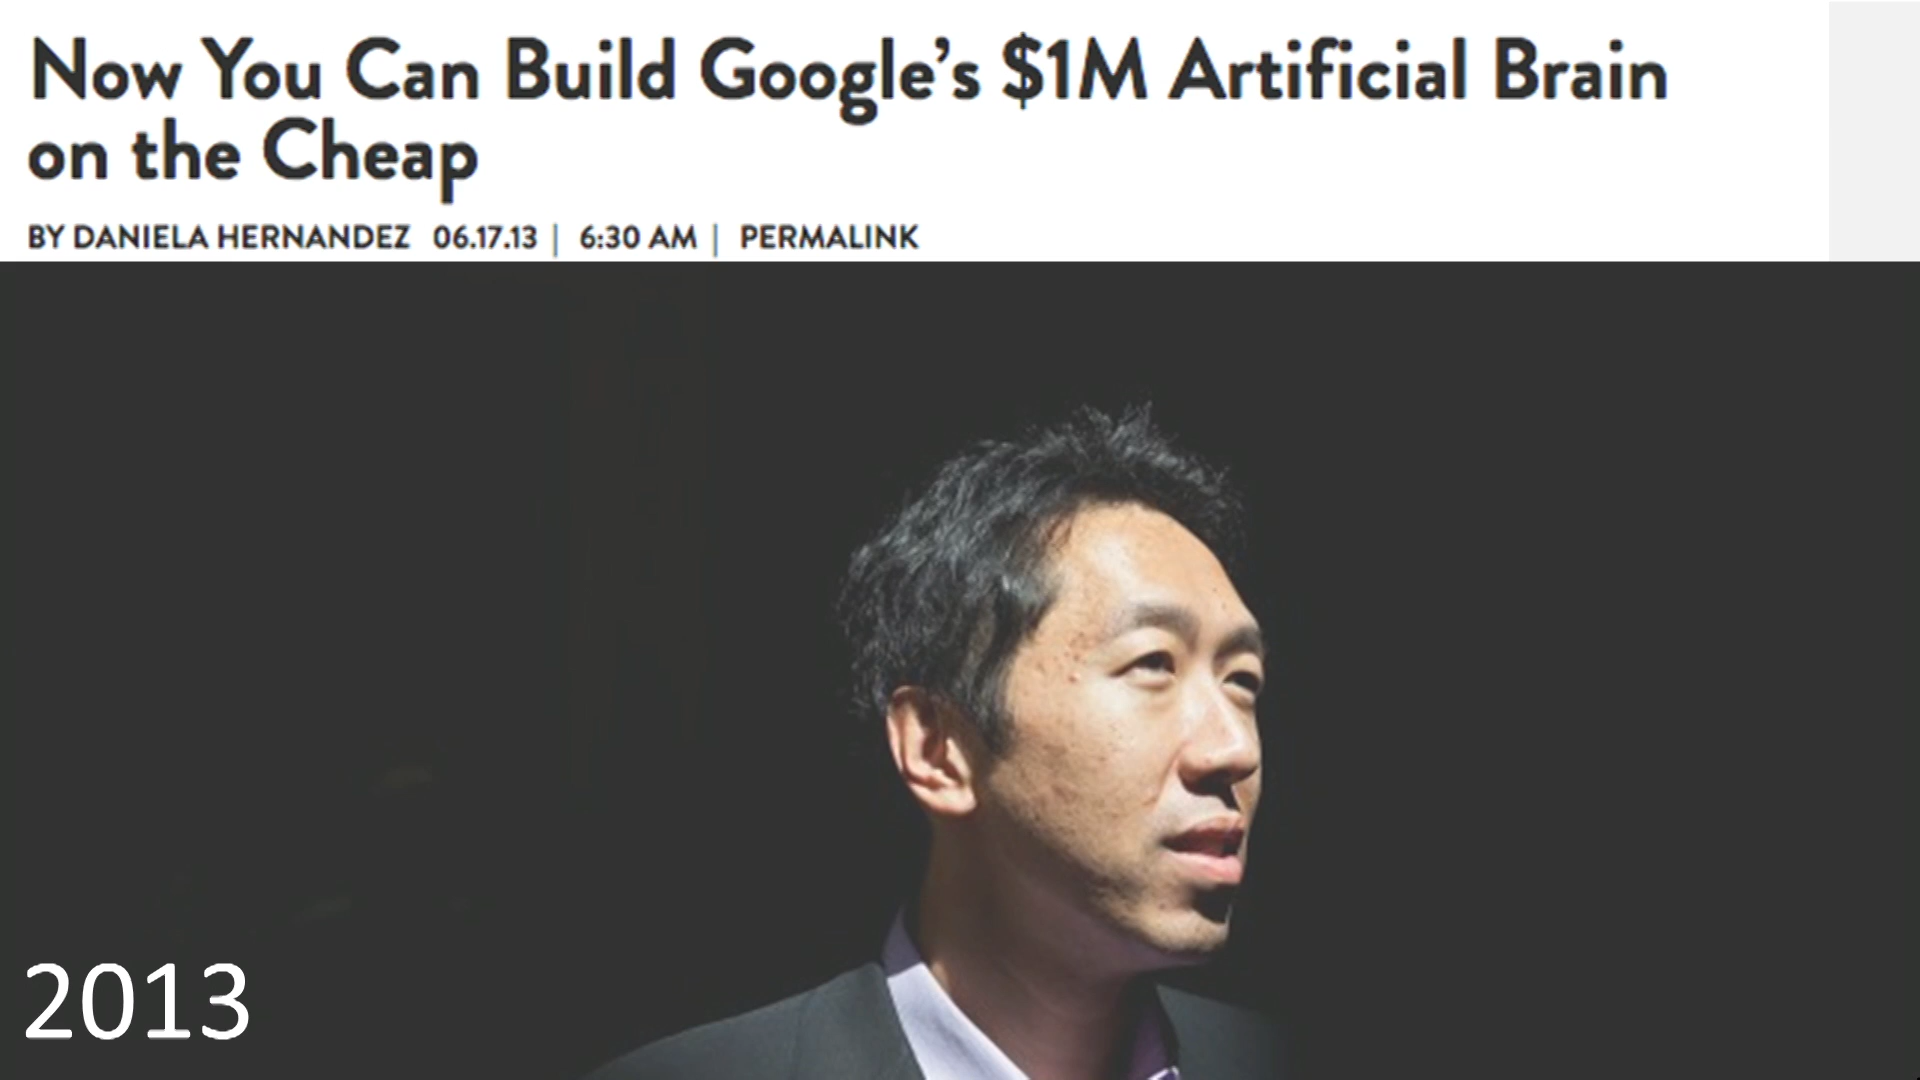 Now You Can Build Google’s $1M Artificial Brain
on the Cheap
BY DANIELA HERNANDEZ 06.17.13 | 6:30 AM | PERMALINK
2013